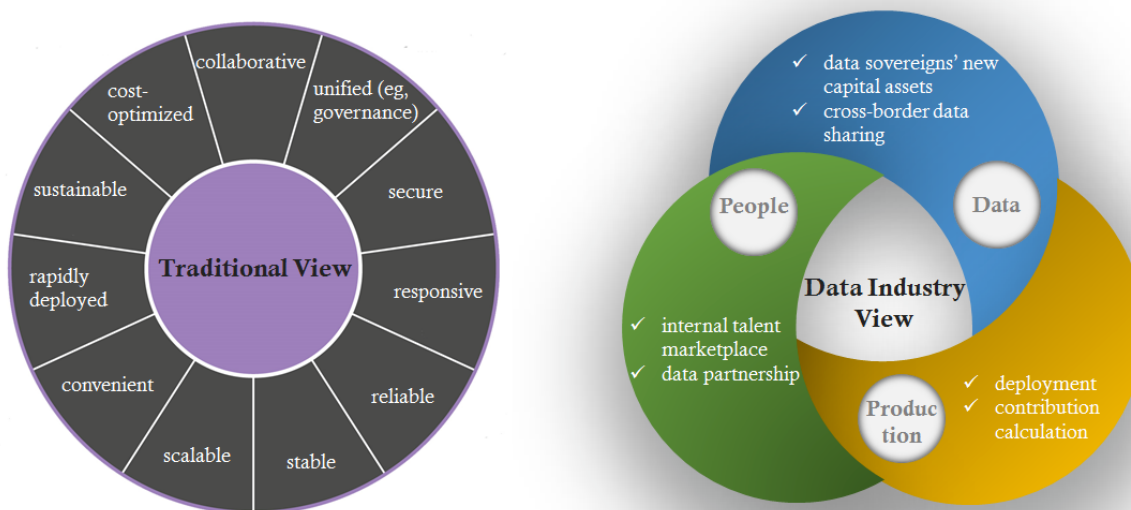 collaborative
unified (eg,
governance)
secure
responsive
reliable
stable
scalable
convenient
rapidly
deployed
sustainable
cost-
optimized
Traditional View
data sovereigns' new
capital assets
cross-border data
sharing
People
Data
Data Industry
View
internal talent
marketplace
data partnership
Produc
tion
deployment
contribution
calculation